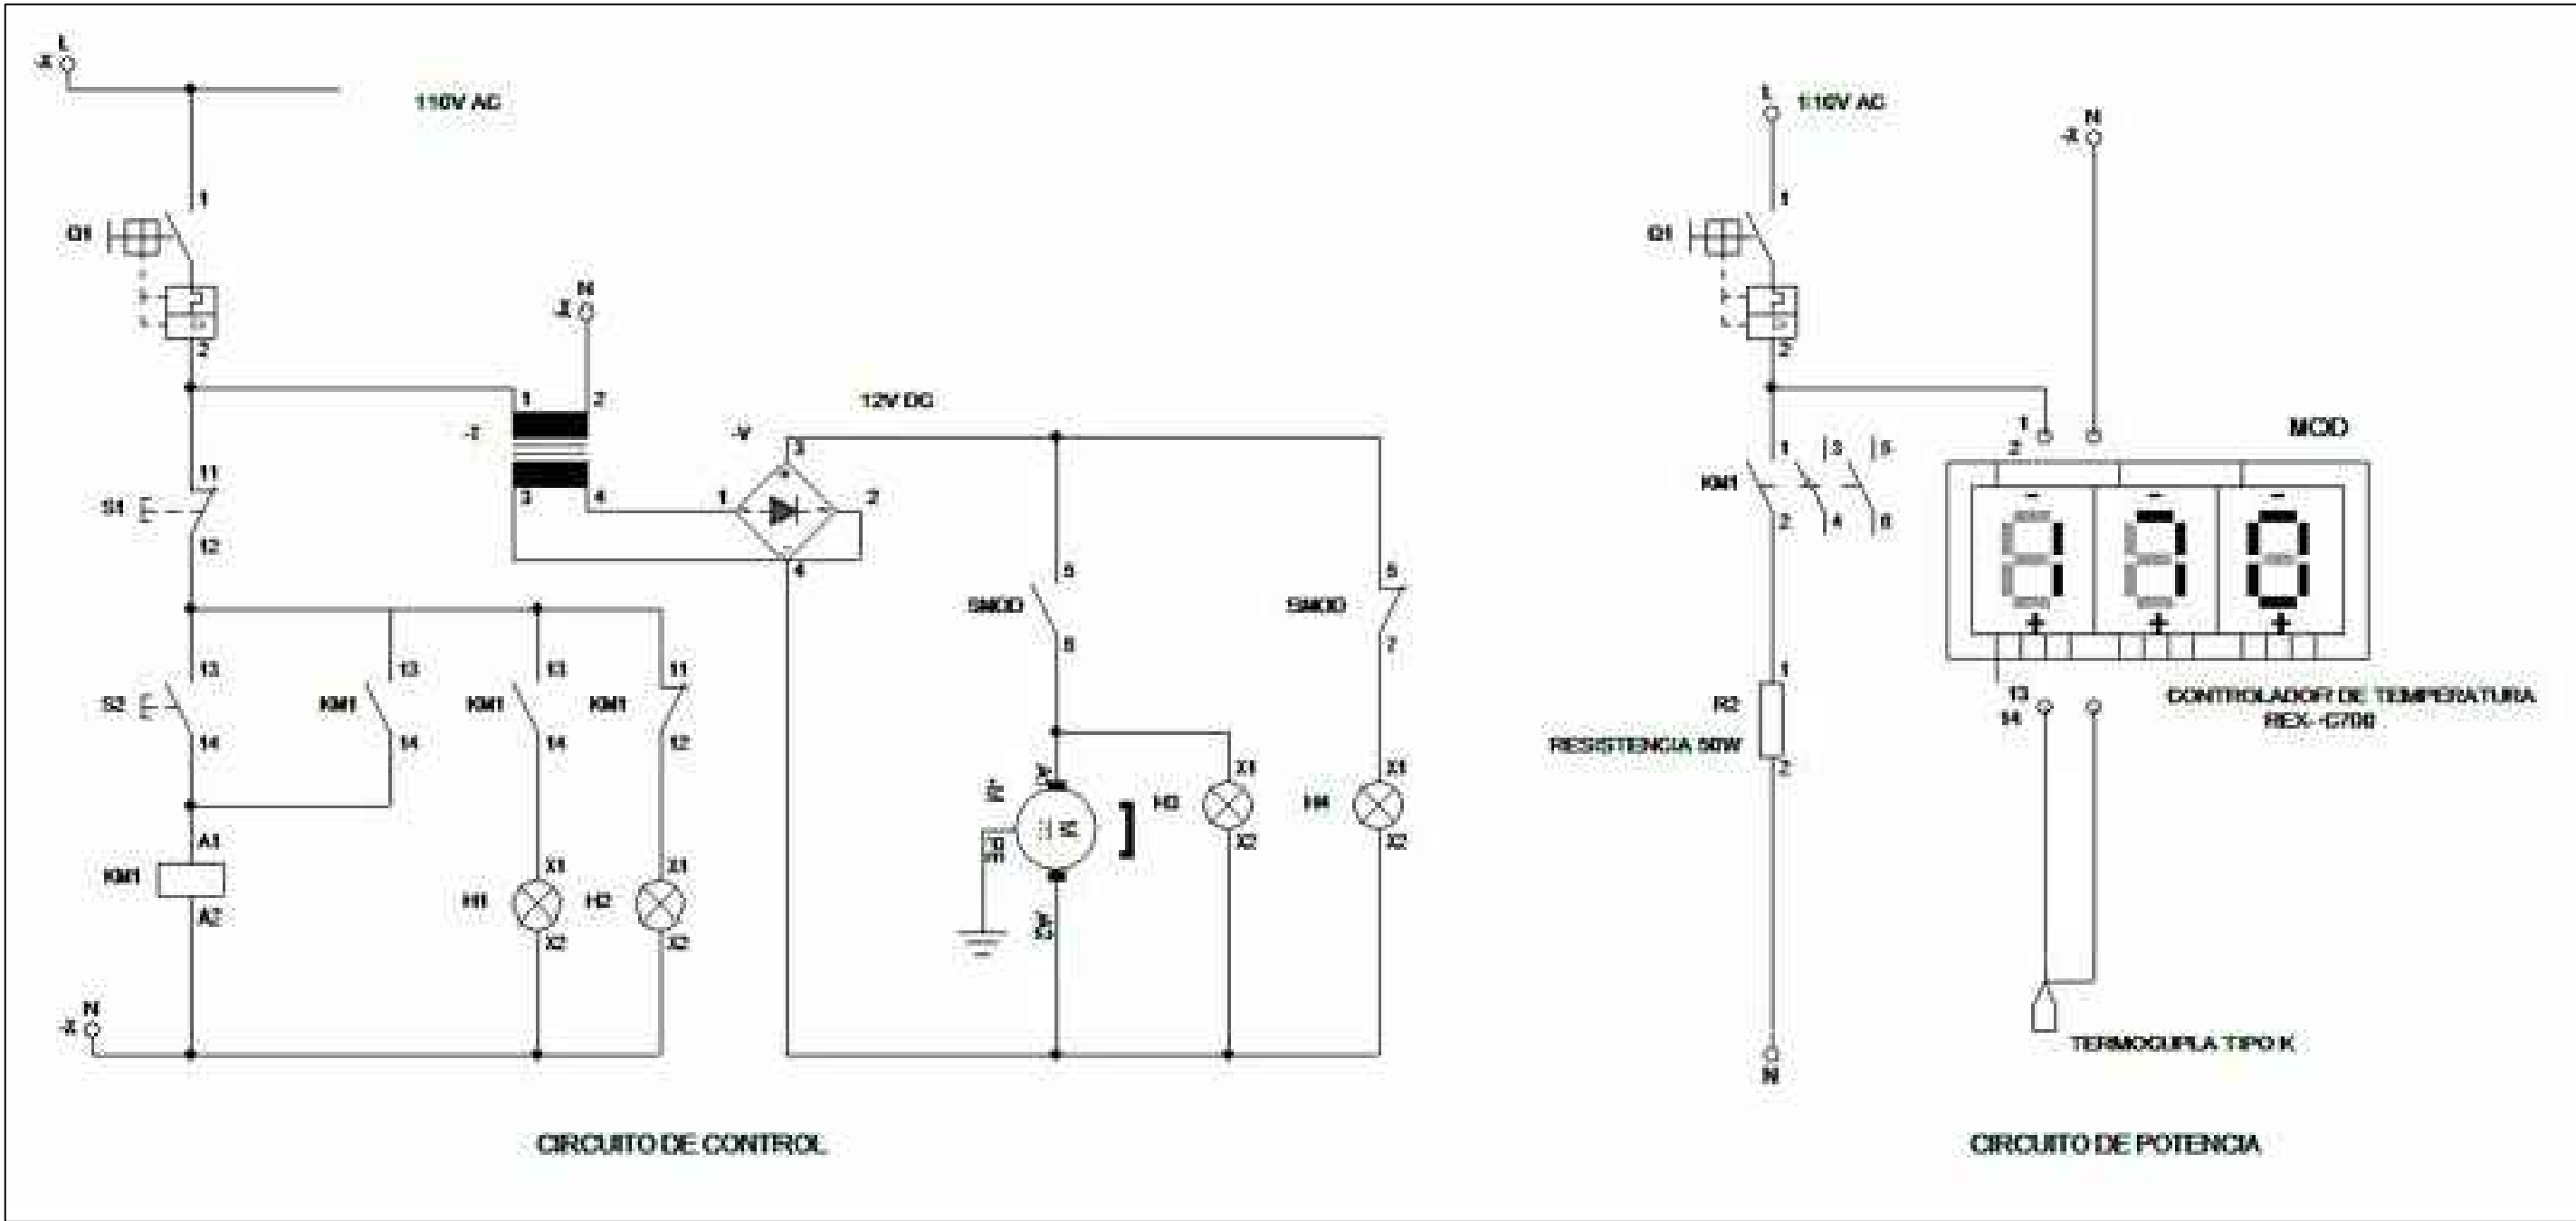 L
110V AC
1
Q1
2
N
1
2
-T
3
4
12V DC
-V
3
1
2
4
11
S1
12
13
S2
14
13
KM1
14
13
KM1
14
11
KM1
12
A1
KM1
A2
X1
H1
X2
X1
H2
X2
N
5
SMOD
6
5
SMOD
7
M
PE
A2
X1
H3
X2
X1
H4
X2
CIRCUITO DE CONTROL
L
110V AC
1
Q1
2
N
1
2
MOD
1
3
5
KM1
2
4
6
1
R2
RESISTENCIA 50W
2
N
13
14
CONTROLADOR DE TEMPERATURA
TERMOCUPLA TIPO K
CIRCUITO DE POTENCIA